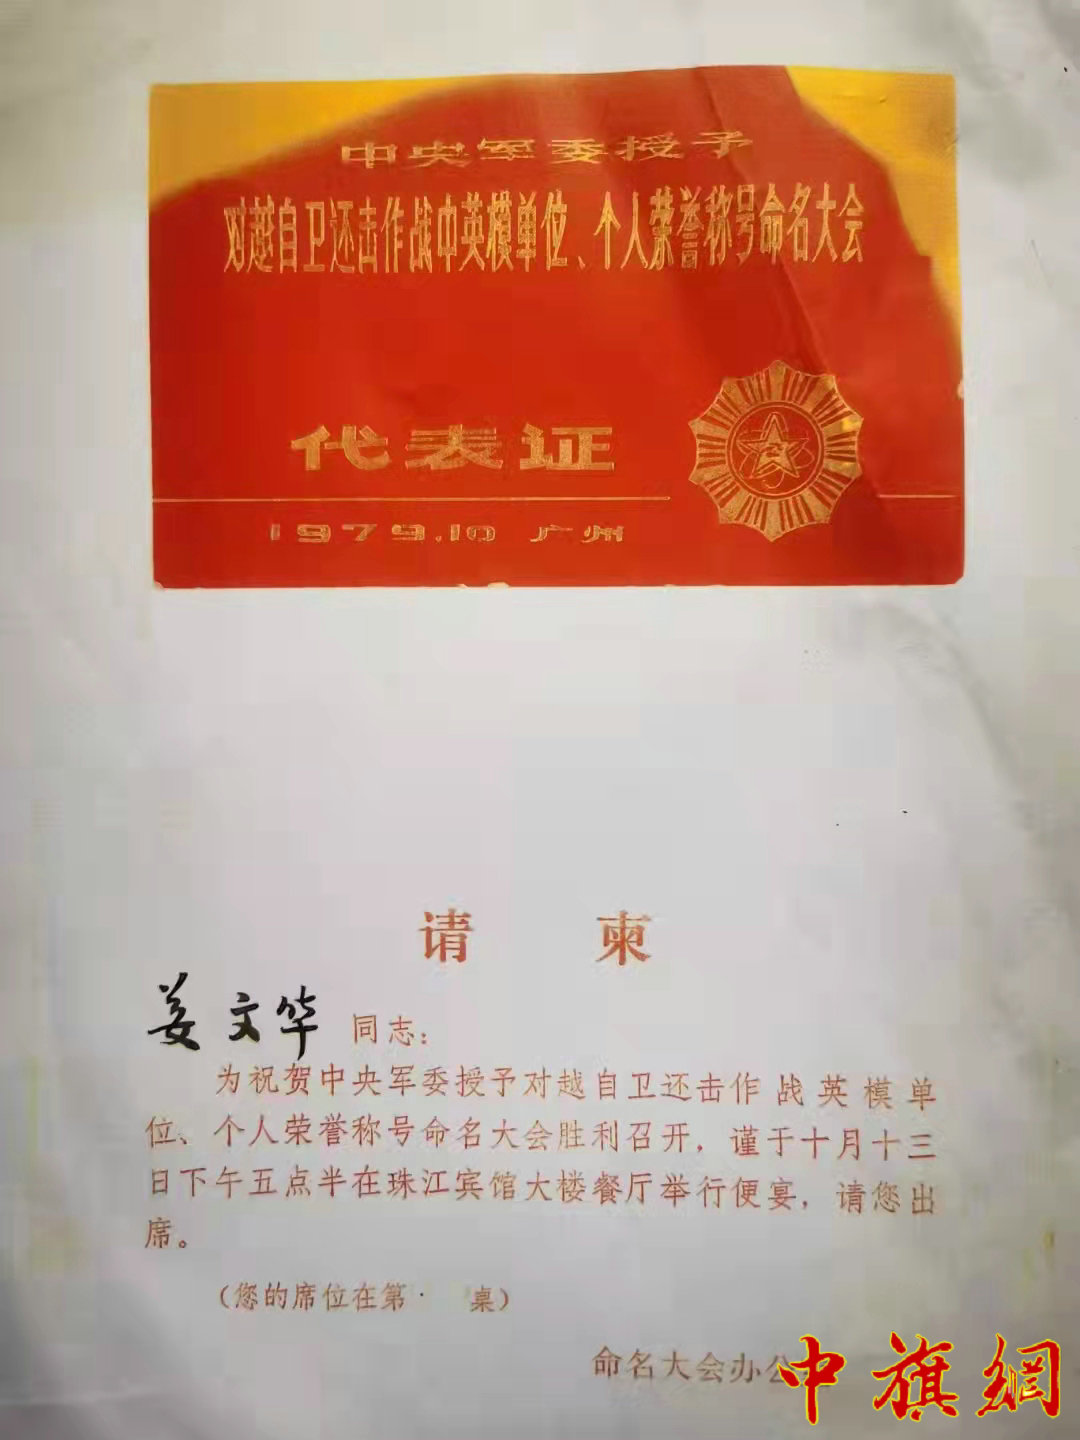 中央军委授予
对越自卫还击作战中英模单位、个人荣誉称号命名大会
代表证
1979.10 广州
请 柬
姜文华 同志：
为祝贺中央军委授予对越自卫还击作战英模单
位、个人荣誉称号命名大会胜利召开，谨于十月十三
日下午五点半在珠江宾馆大楼餐厅举行便宴，请您出
席。
（您的席位在第 桌）
命名大会办公
中旗網